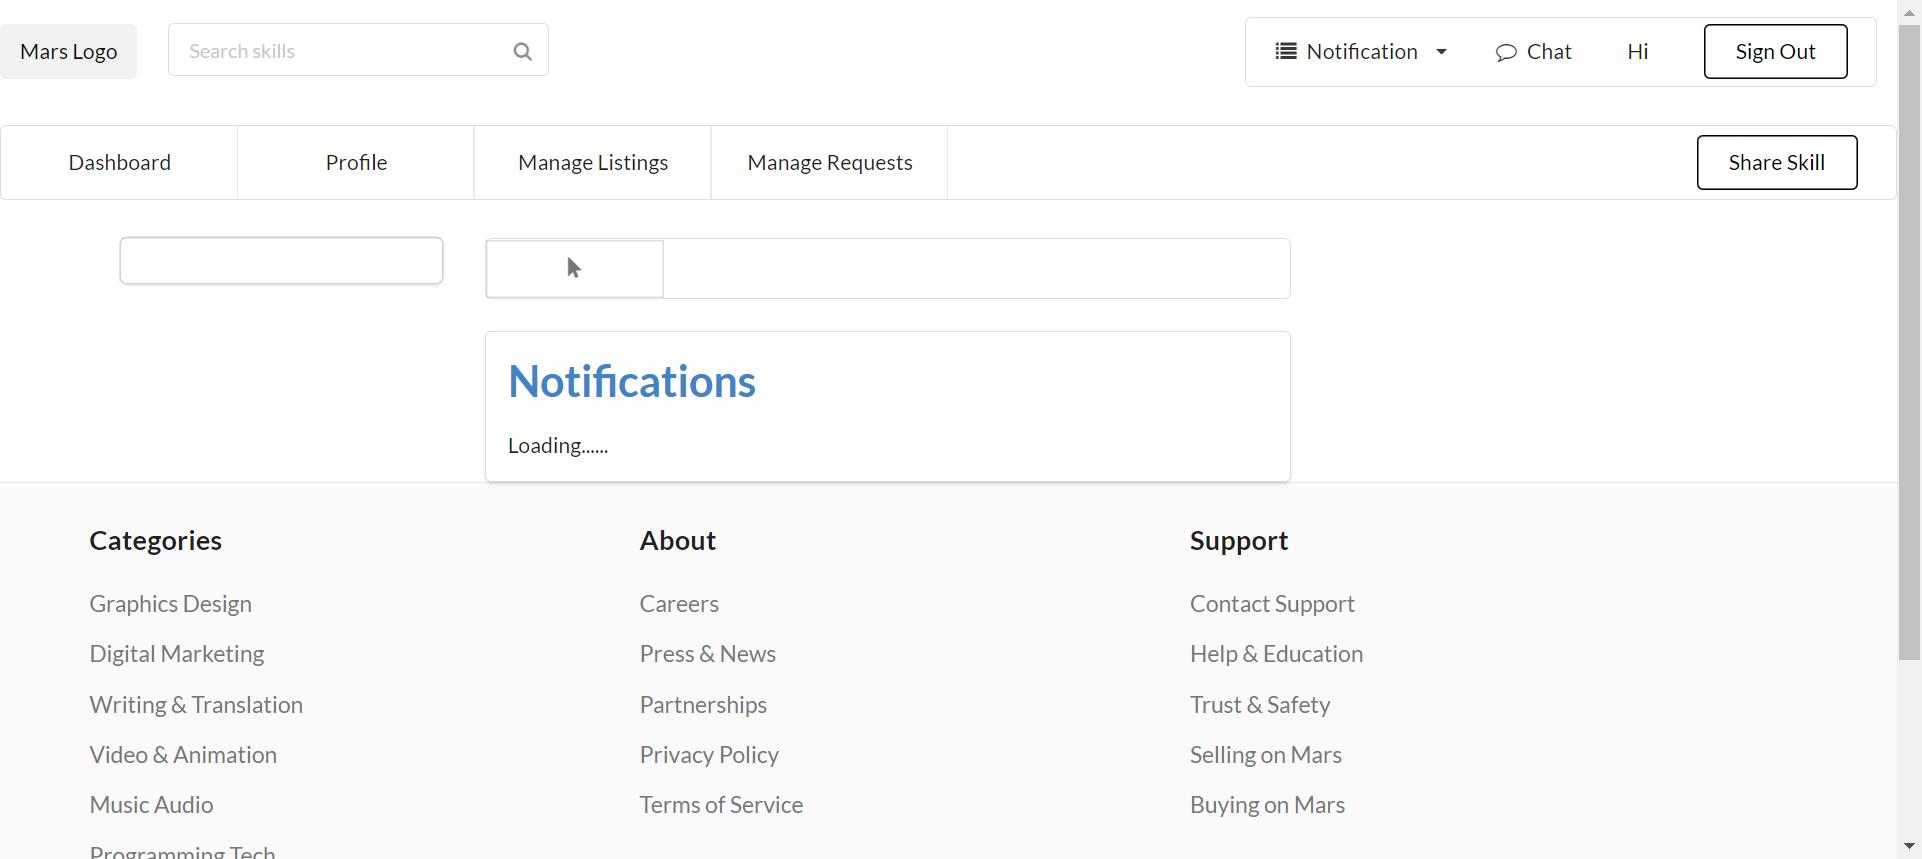 Mars Logo
Search skills
Notification
Chat
Hi
Sign Out
Dashboard
Profile
Manage Listings
Manage Requests
Share Skill
Notifications
Loading......
Categories
Graphics Design
Digital Marketing
Writing & Translation
Video & Animation
Music Audio
Programming Tech
About
Careers
Press & News
Partnerships
Privacy Policy
Terms of Service
Support
Contact Support
Help & Education
Trust & Safety
Selling on Mars
Buying on Mars